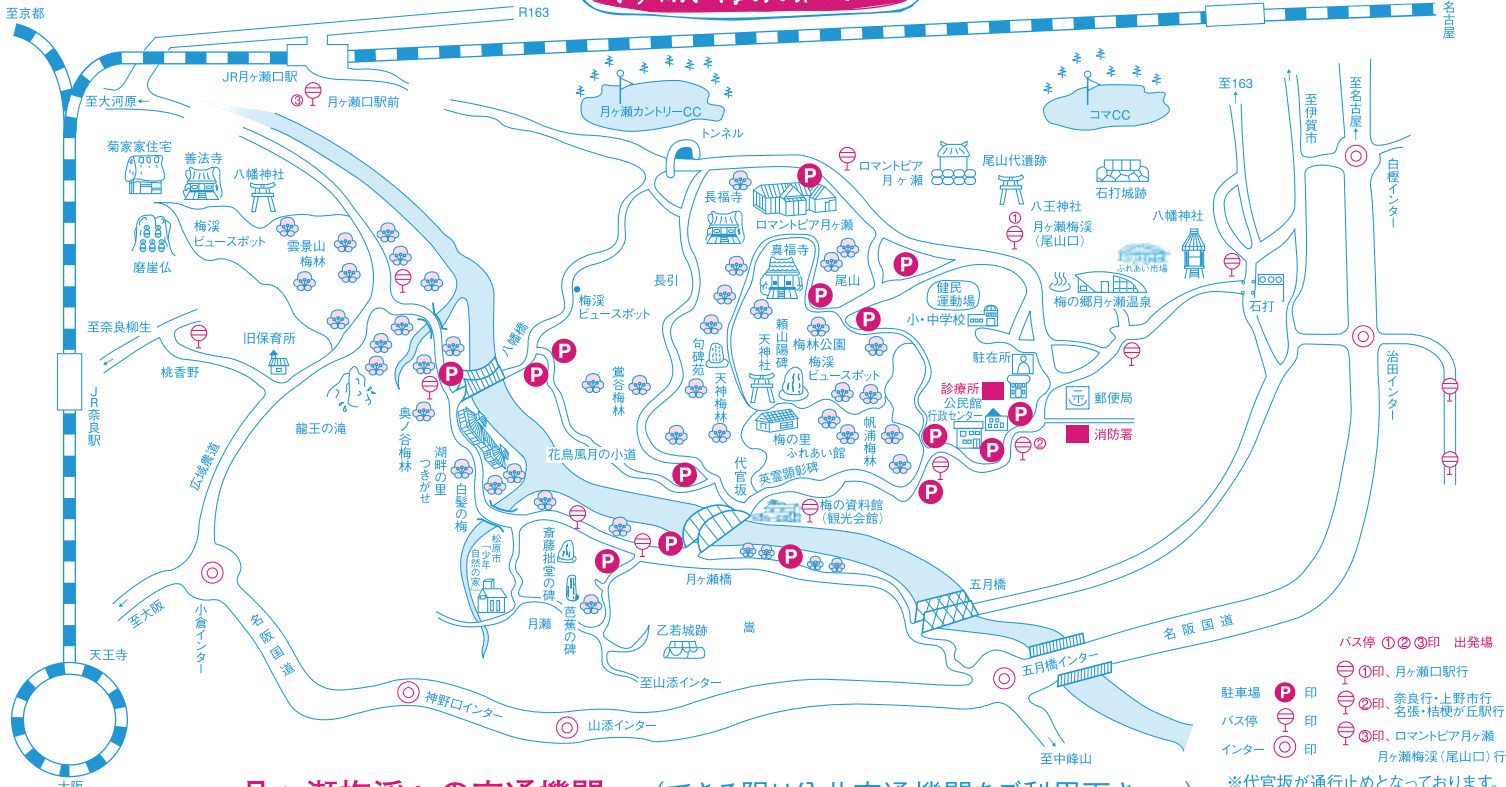 至京都
R163
名古屋
JR月ヶ瀬口駅
至大河原←
③
月ヶ瀬口駅前
月ヶ瀬カントリーCC
トンネル
コマCC
至163
至伊賀市
至名古屋
白樫インター
菊家家住宅
善法寺
八幡神社
梅渓
ビュースポット
磨崖仏
雲景山
梅林
長福寺
ロマントピア月ヶ瀬
ロマントピア
月ヶ瀬
尾山代遺跡
石打城跡
八王神社
①
月ヶ瀬梅渓
（尾山口）
八幡神社
ふれあい市場
梅の郷月ヶ瀬温泉
石打
真福寺
尾山
長引
梅渓
ビュースポット
健民
運動場
小・中学校
至奈良柳生
桃香野
旧保育所
龍王の滝
八幡橋
鶯谷梅林
句碑苑
天神梅林
天神社
頼山陽碑
梅林公園
梅渓
ビュースポット
駐在所
診療所
公民館
行政センター
郵便局
消防署
②
治田インター
JR奈良駅
広域農道
奥ノ谷梅林
湖畔の里
つきがせ
白髪の梅
花鳥風月の小道
代官坂
梅の里
ふれあい館
帆浦梅林
英霊顕彰碑
梅の資料館
（観光会館）
松原市
少年
自然の家
斎藤拙堂の碑
芭蕉の碑
月瀬
月ヶ瀬橋
五月橋
乙若城跡
嵩
至山添インター
至大阪
小倉インター
名阪国道
神野口インター
山添インター
五月橋インター
名阪国道
至中峰山
天王寺
大阪
駐車場 P 印
バス停 印
インター 印
バス停 ①②③印 出発場
①印、月ヶ瀬口駅行
②印、奈良行・上野市行
名張・桔梗が丘駅行
③印、ロマントピア月ヶ瀬
月ヶ瀬梅渓（尾山口）行
※代官坂が通行止めとなっております。